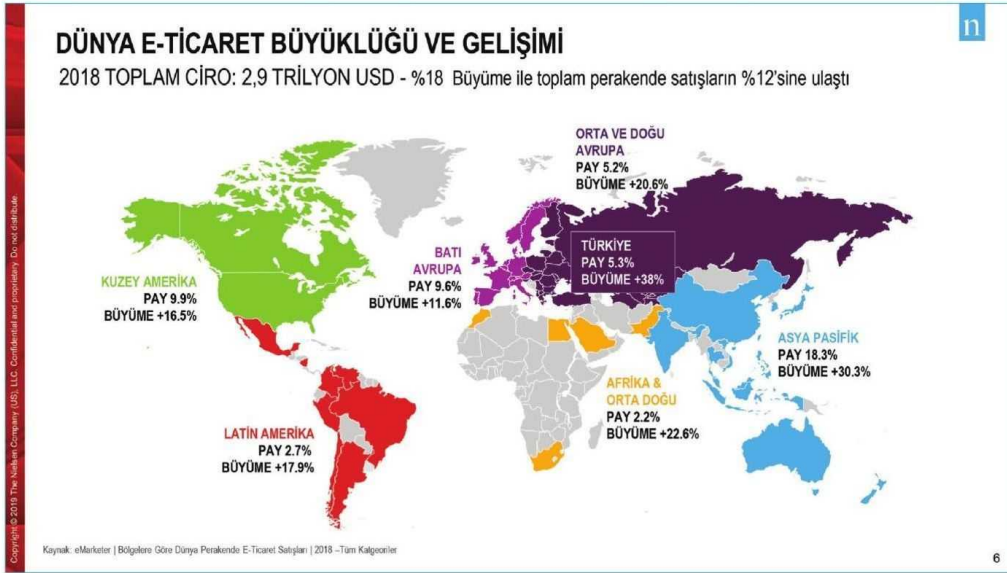 n
DÜNYA E-TİCARET BÜYÜKLÜĞÜ VE GELİŞİMİ
2018 TOPLAM CİRO: 2,9 TRİLYON USD - %18 Büyüme ile toplam perakende satışların %12'sine ulaştı
ORTA VE DOĞU
AVRUPA
PAY 5.2%
BÜYÜME +20.6%
TÜRKİYE
PAY 5.3%
BÜYÜME +38%
BATI
AVRUPA
PAY 9.6%
BÜYÜME +11.6%
KUZEY AMERİKA
PAY 9.9%
BÜYÜME +16.5%
ASYA PASİFİK
PAY 18.3%
BÜYÜME +30.3%
AFRİKA &
ORTA DOĞU
PAY 2.2%
BÜYÜME +22.6%
LATİN AMERİKA
PAY 2.7%
BÜYÜME +17.9%
Kaynak: eMarketer | Bölgelere Göre Dünya Perakende E-Ticaret Satışları | 2018 –Tüm Katgeoriler
6
Copyright © 2019 The Nielsen Company (US), LLC. Confidential and proprietary. Do not distribute.